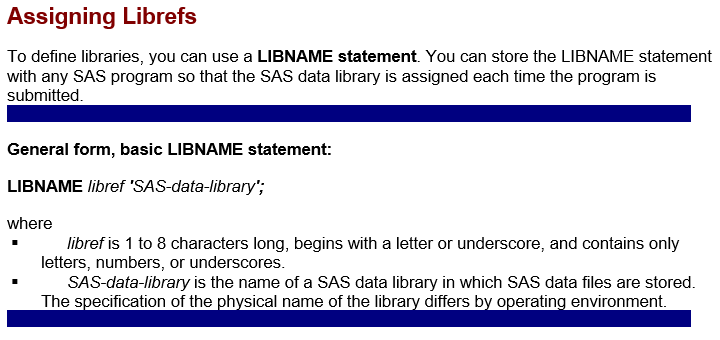 Assigning Librefs
To define libraries, you can use a LIBNAME statement. You can store the LIBNAME statement
with any SAS program so that the SAS data library is assigned each time the program is
submitted.
General form, basic LIBNAME statement:
LIBNAME libref 'SAS-data-library';
where
▪ libref is 1 to 8 characters long, begins with a letter or underscore, and contains only
letters, numbers, or underscores.
▪ SAS-data-library is the name of a SAS data library in which SAS data files are stored.
The specification of the physical name of the library differs by operating environment.